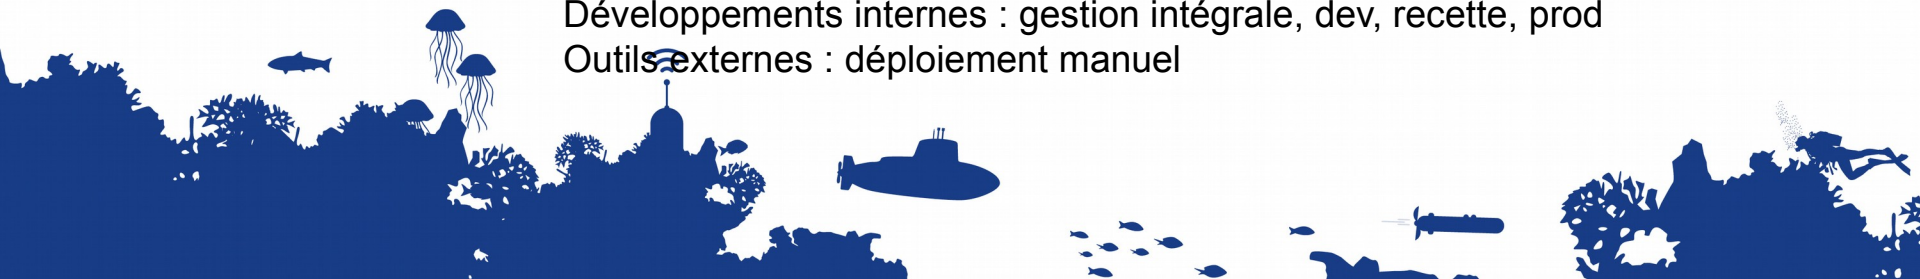 Développements internes : gestion intégrale, dev, recette, prod
Outils externes : déploiement manuel